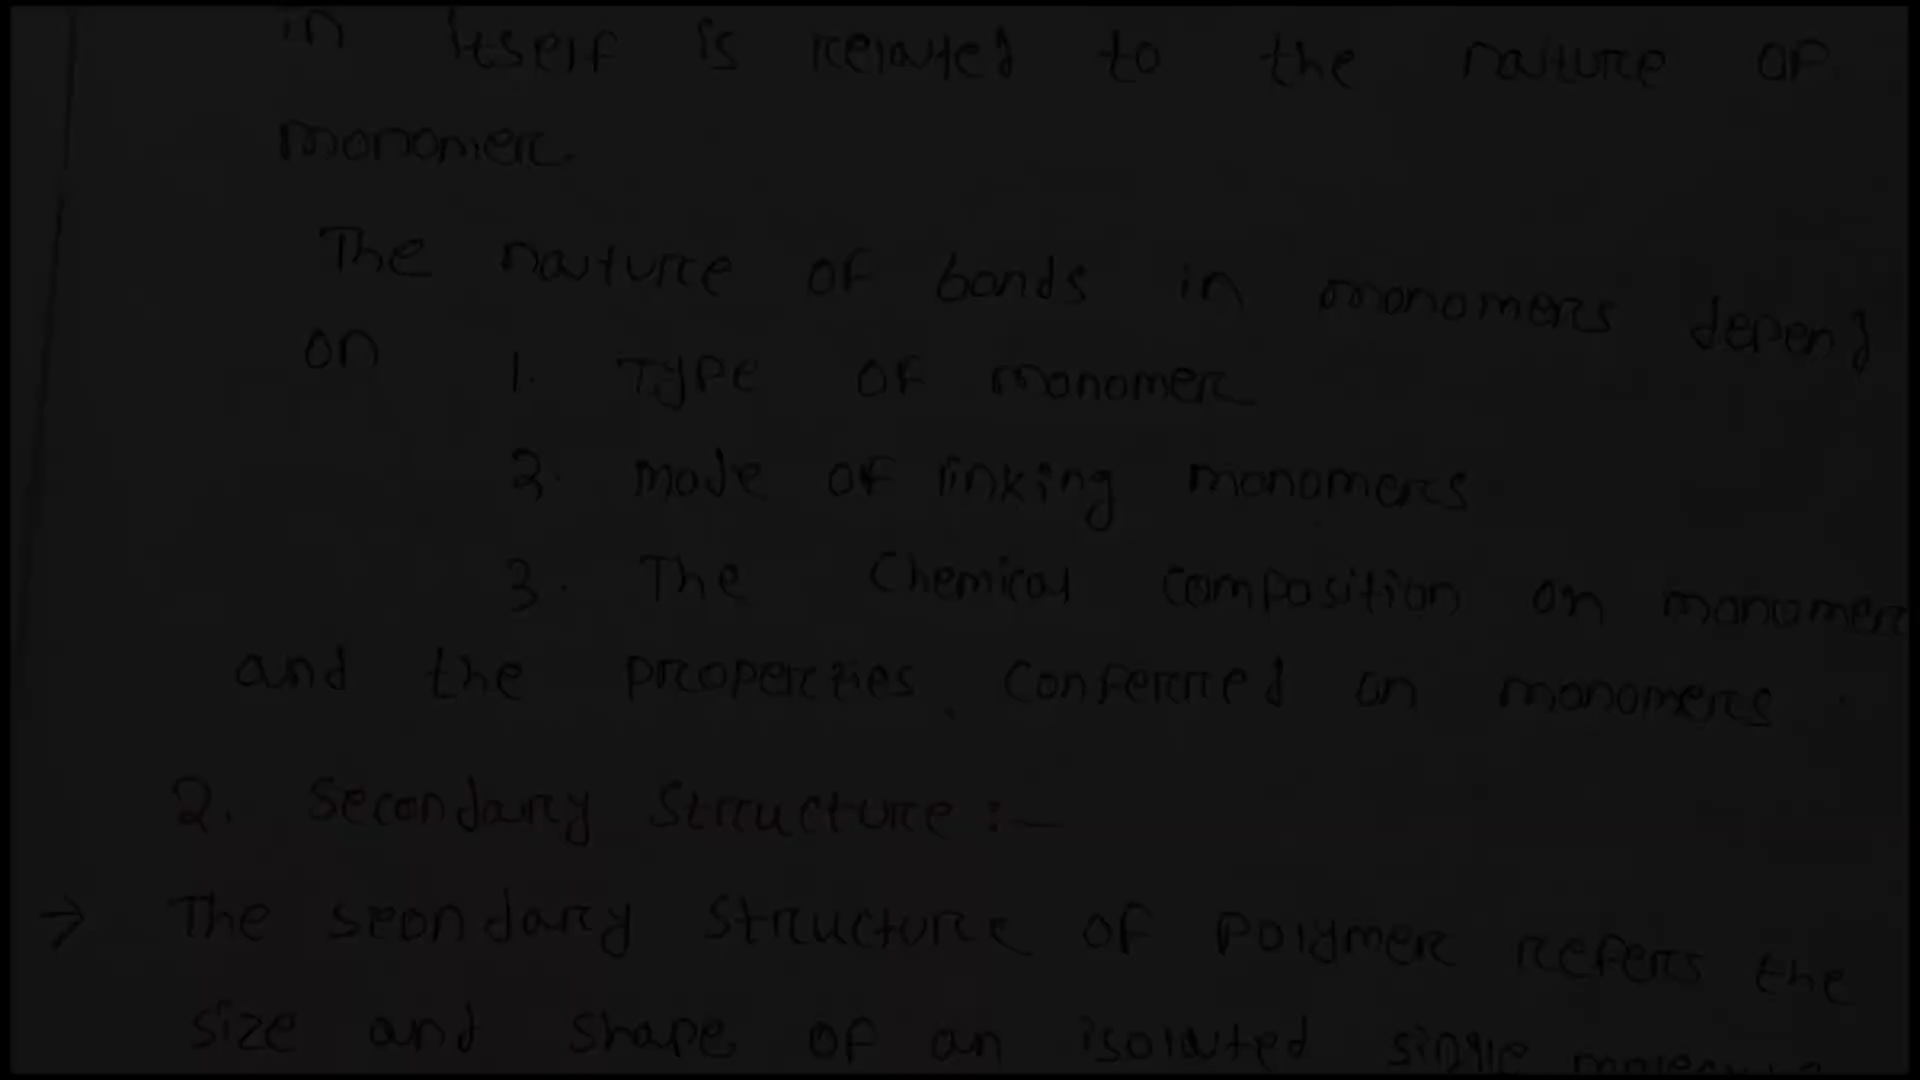 in itself is related to the nature of
monomer
The nature of bonds in monomers depend
on 1. Type of monomer
2. mode of linking monomers
3. The Chemical composition on monomer
and the properties conferred on monomers.
2. Secondary Structure :-
→ The seondary structure of polymer refers the
size and shape of an isolated single